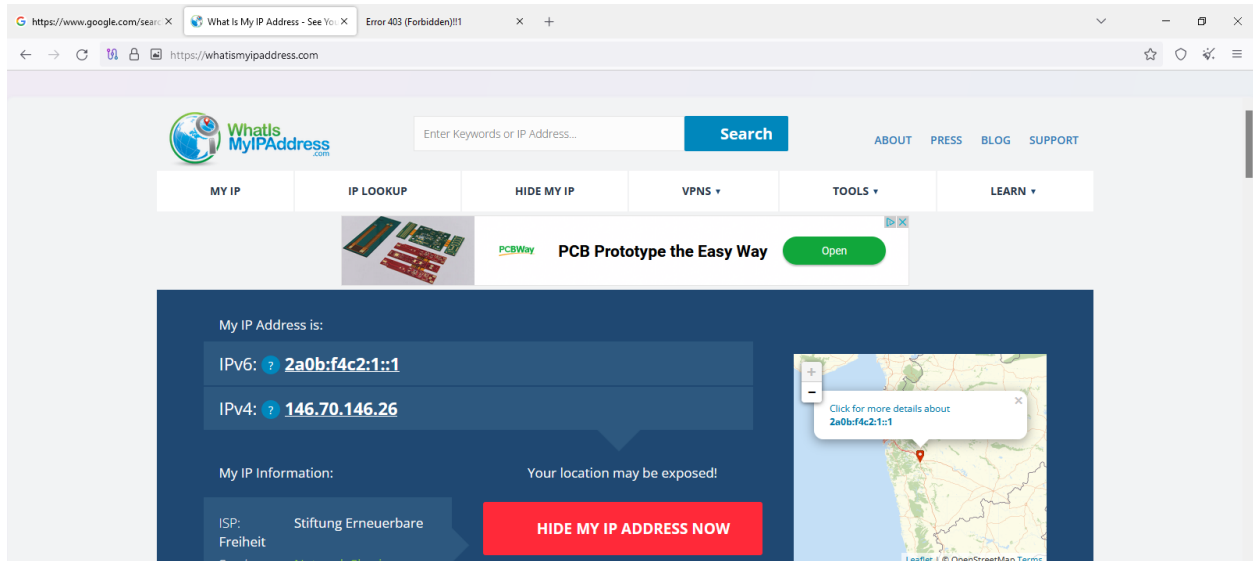 https://www.google.com/searc
What Is My IP Address - See You
Error 403 (Forbidden)!!1
https://whatismyipaddress.com
WhatIs
MyIPAddress
.com
Enter Keywords or IP Address...
Search
ABOUT PRESS BLOG SUPPORT
MY IP IP LOOKUP HIDE MY IP VPNS TOOLS LEARN
PCBWay PCB Prototype the Easy Way Open
My IP Address is:
IPv6: ? 2a0b:f4c2:1::1
IPv4: ? 146.70.146.26
+
−
Click for more details about
2a0b:f4c2:1::1
My IP Information:
Your location may be exposed!
ISP: Stiftung Erneuerbare
Freiheit
HIDE MY IP ADDRESS NOW
Leaflet | © OpenStreetMap Terms